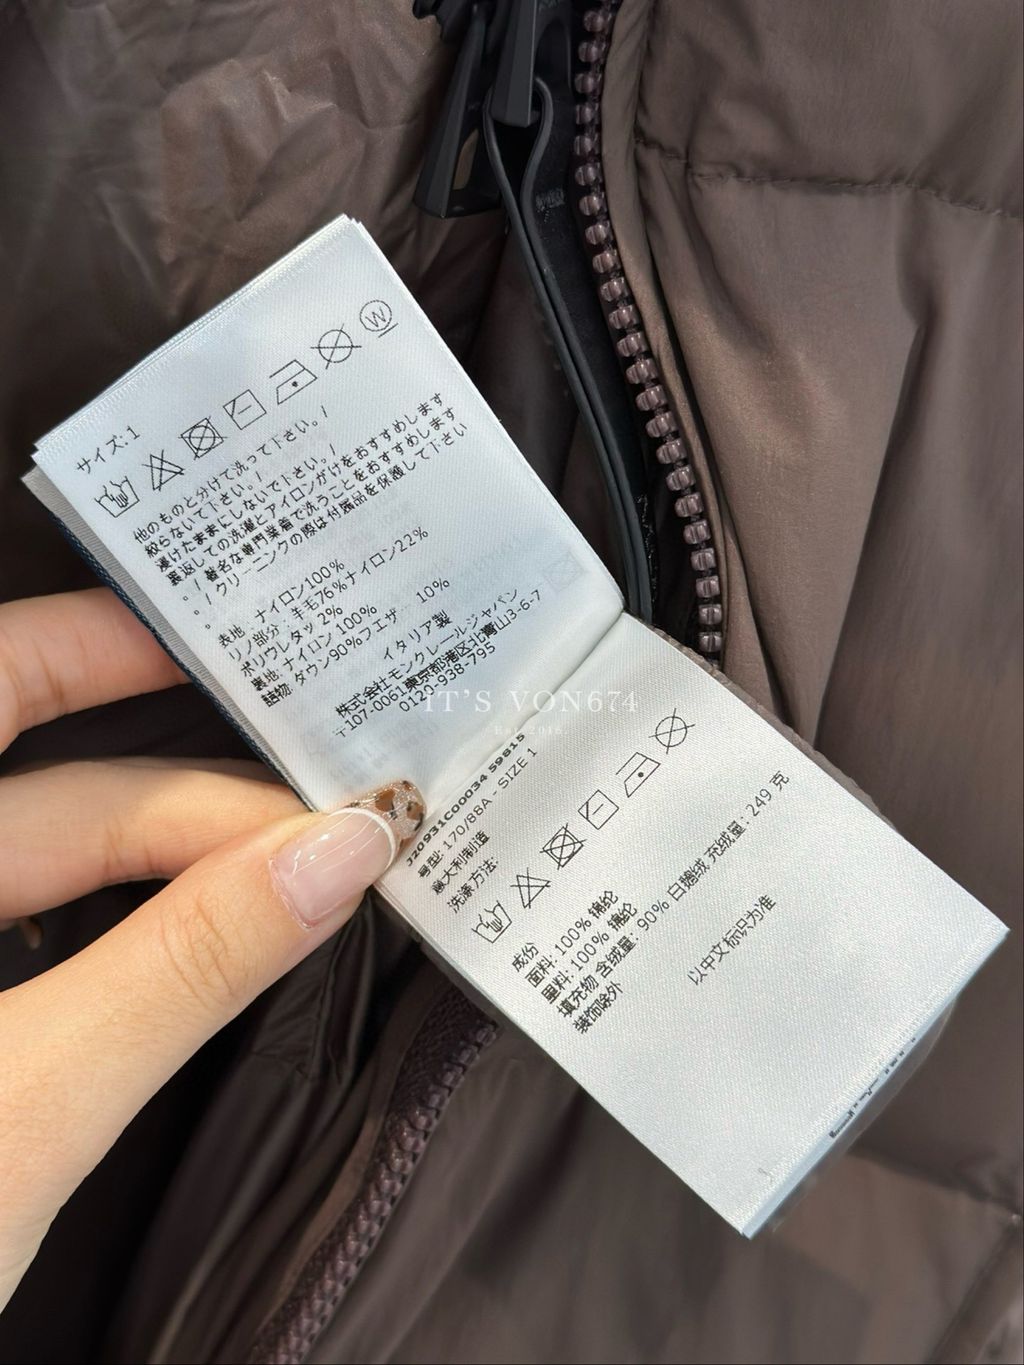 サイズ:1
W
他のものと分けて洗って下さい。/
絞らないで下さい。/
濡けたままにしないで下さい。/
裏返しての洗濯とアイロンがけをおすすめします
。/ 著名な専門業者で洗うことをおすすめします
。/ クリーニングの際は付属品を保護して下さい
表地: ナイロン100%
リノ部分: 羊毛76%ナイロン22%
ポリウレタン 2%
裏地: ナイロン 100%
詰物: ダウン90%フエザー 10%
イタリア製
株式会社モンクレールジャパン
〒107-0061東京都港区北青山3-6-7
0120-938-795
IT'S VON674
Est. 2016.
J20931C00034 59815
号型: 170/88A - SIZE 1
意大利制造
洗涤方法:
成份
面料: 100% 锦纶
里料: 100% 锦纶
填充物 含绒量: 90% 白鹅绒 充绒量: 249 克
装饰除外
以中文标识为准